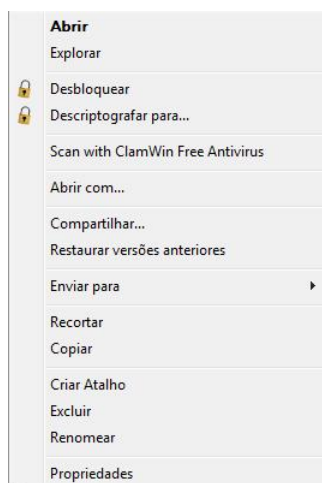 Abrir
Explorar
Desbloquear
Descriptografar para...
Scan with ClamWin Free Antivirus
Abrir com...
Compartilhar...
Restaurar versões anteriores
Enviar para
Recortar
Copiar
Criar Atalho
Excluir
Renomear
Propriedades